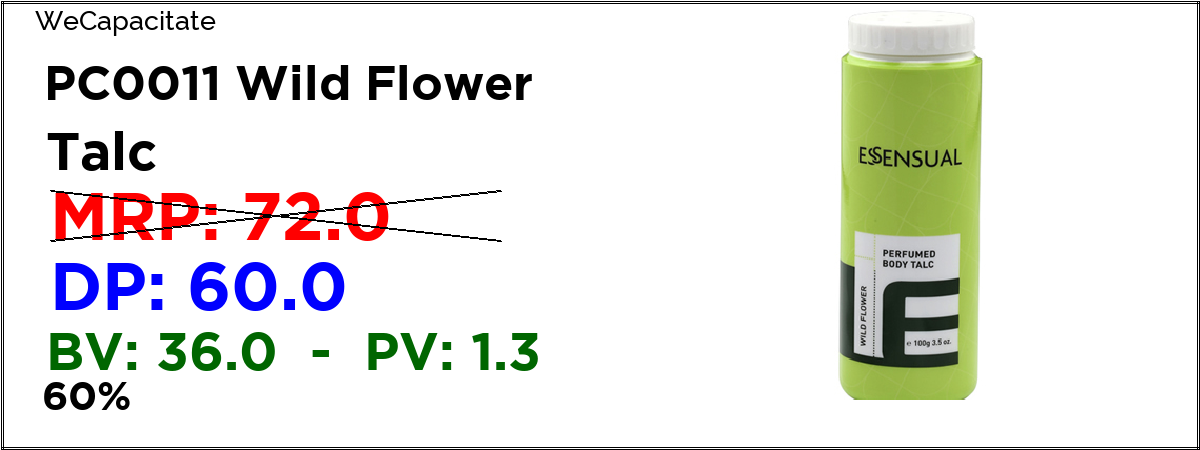 WeCapacitate
PC0011 Wild Flower
Talc
MRP: 72.0
DP: 60.0
BV: 36.0 - PV: 1.3
60%
ESSENSUAL
PERFUMED
BODY TALC
WILD FLOWER
e 100g 3.5 oz.